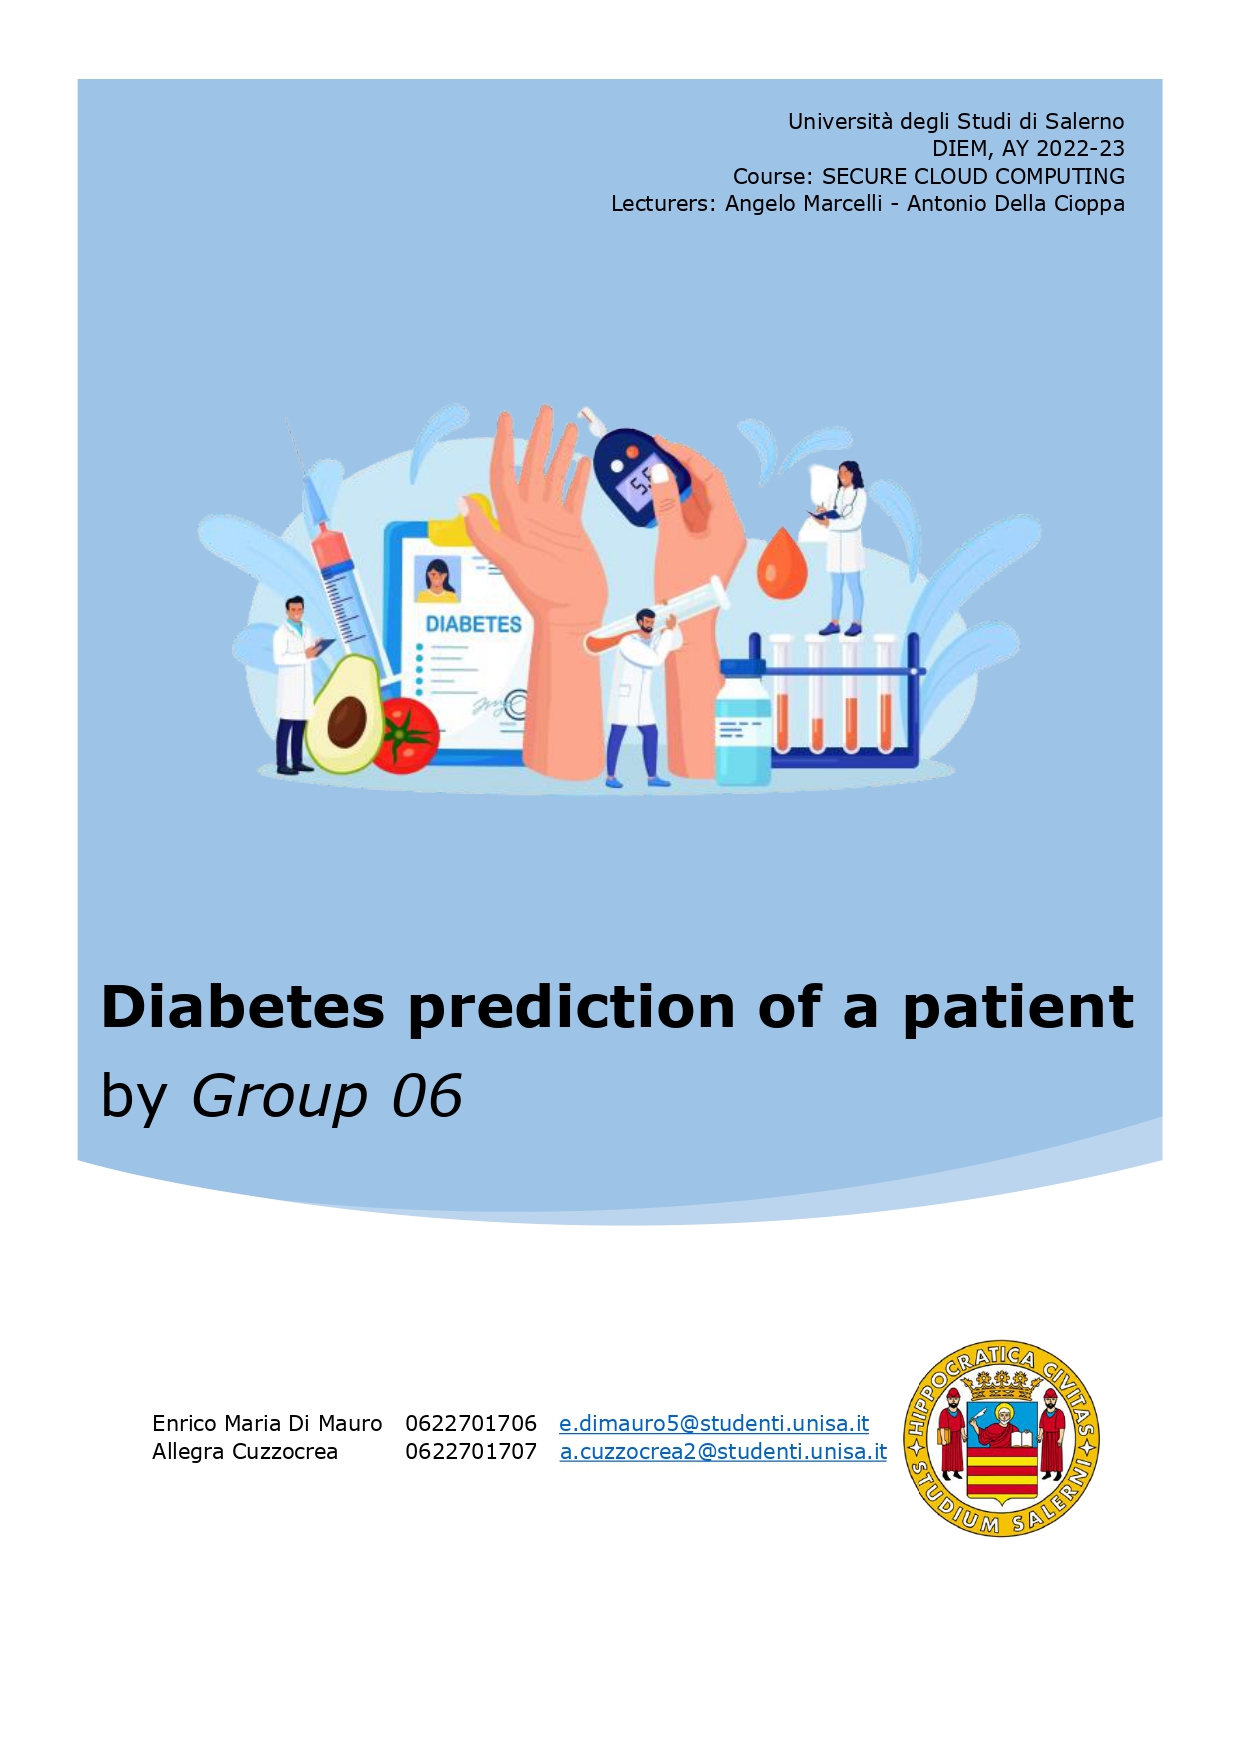 Università degli Studi di Salerno
DIEM, AY 2022-23
Course: SECURE CLOUD COMPUTING
Lecturers: Angelo Marcelli - Antonio Della Cioppa
5.5
DIABETES
Diabetes prediction of a patient
by Group 06
Enrico Maria Di Mauro 0622701706 e.dimauro5@studenti.unisa.it
Allegra Cuzzocrea 0622701707 a.cuzzocrea2@studenti.unisa.it
HIPPOCRATICA CIVITAS
STUDIUM SALERNI